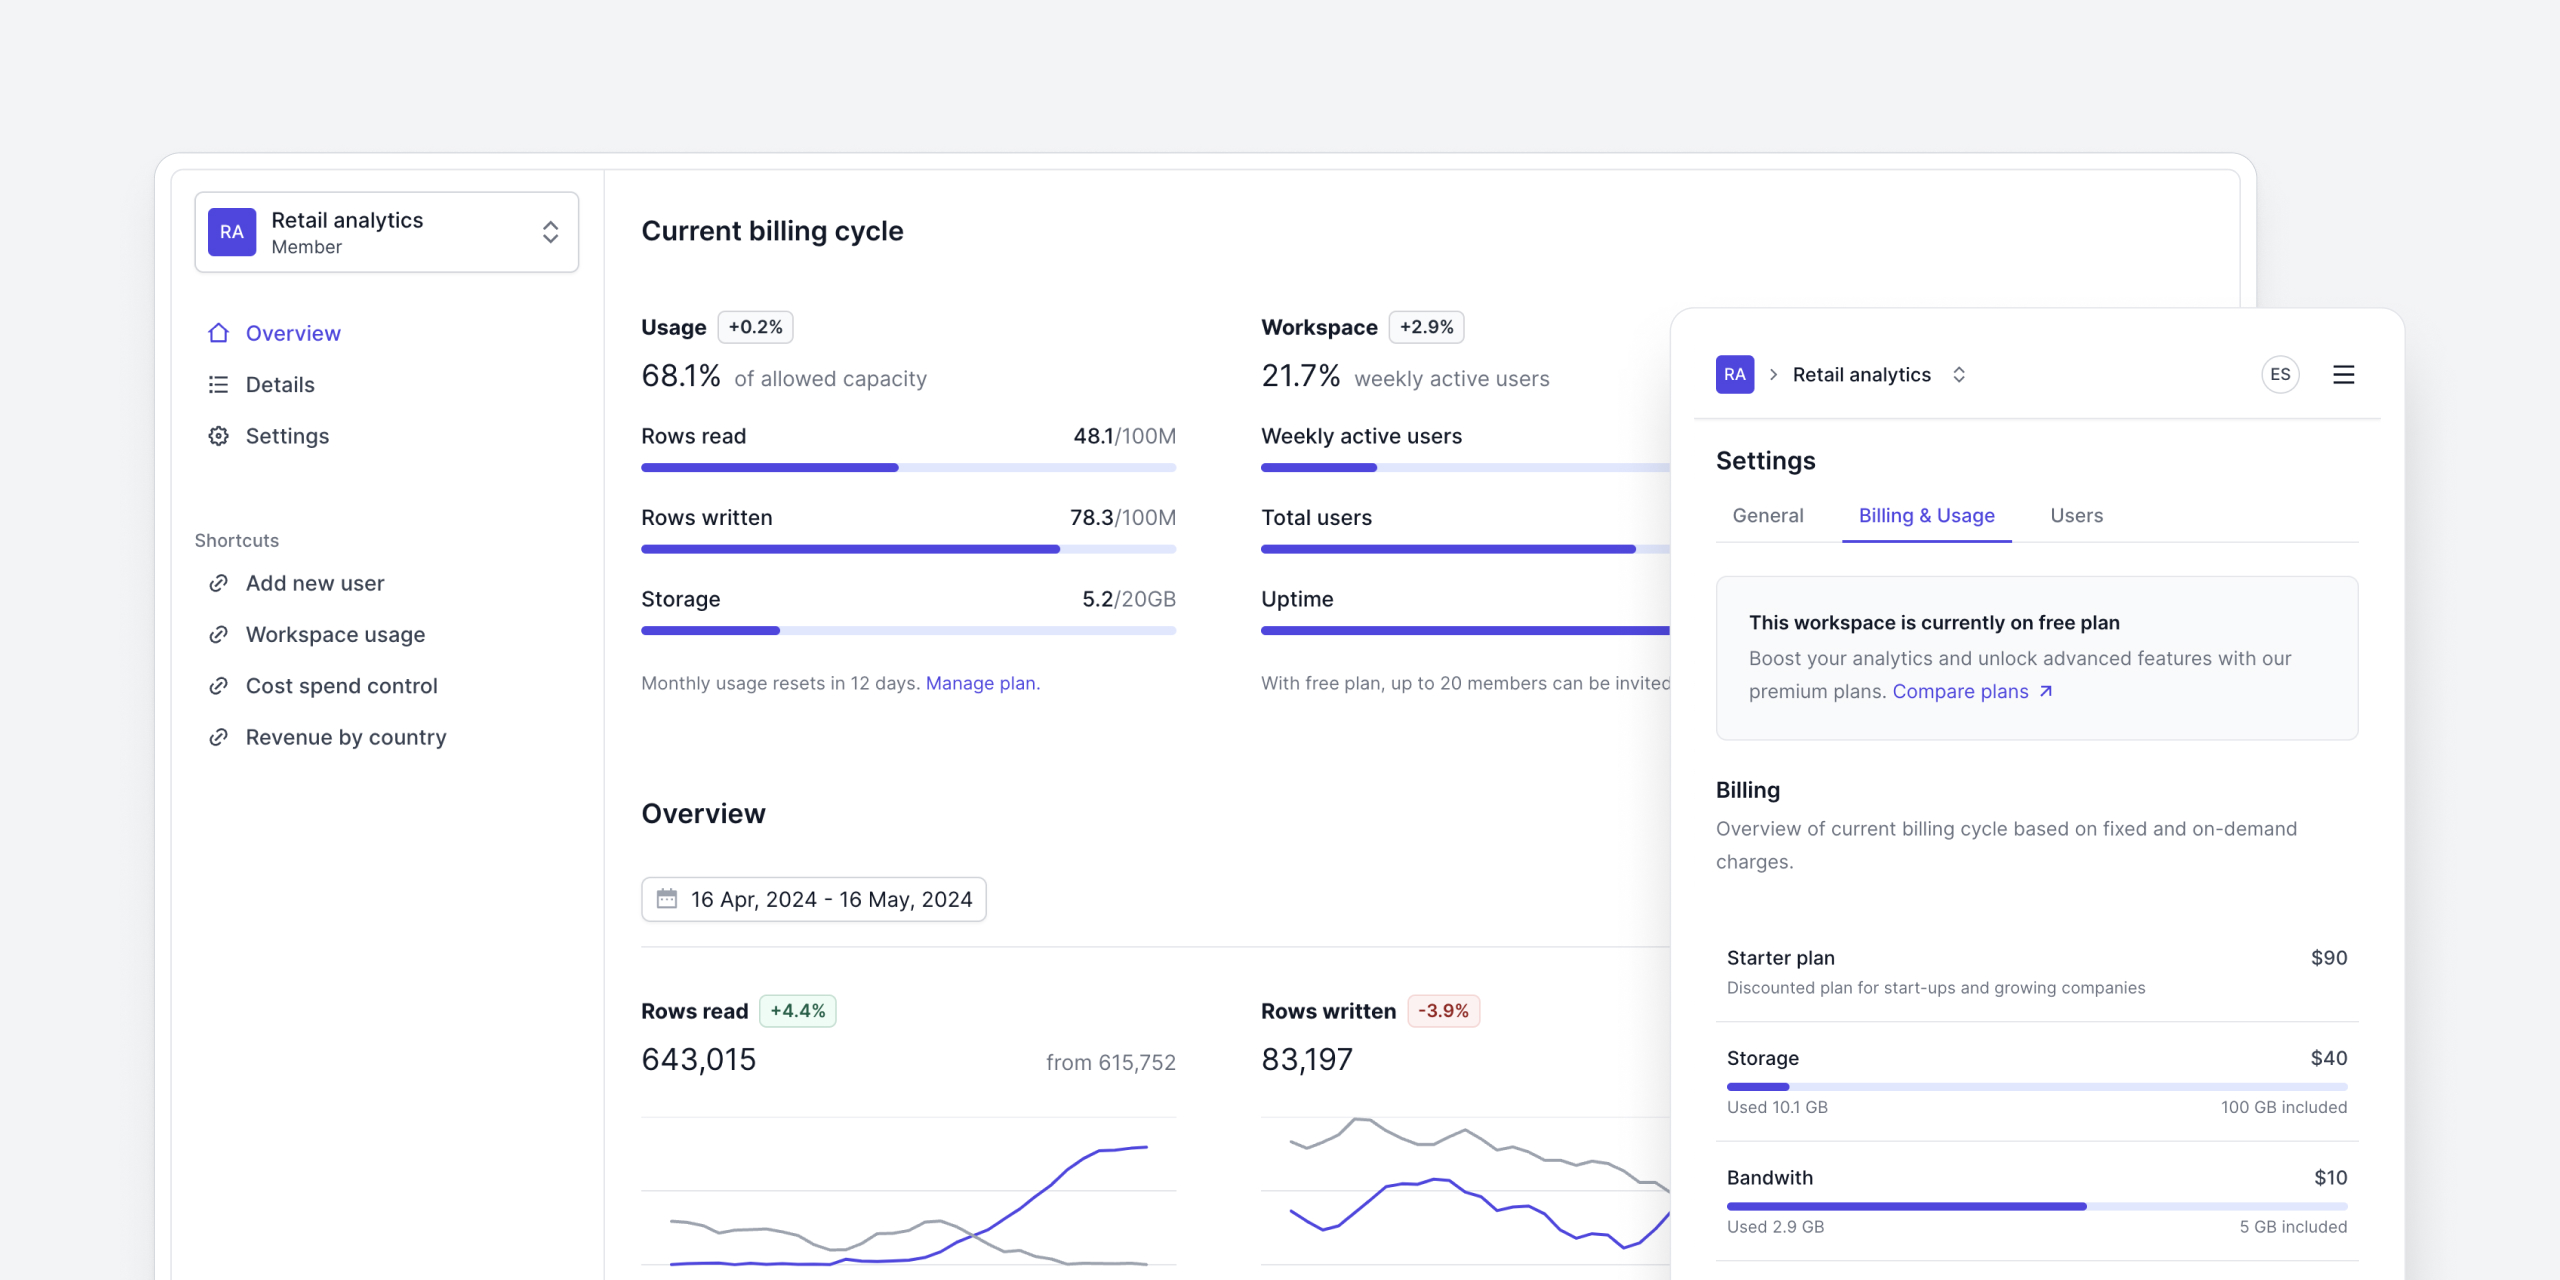 RA
Retail analytics
Member
Overview
Details
Settings
Shortcuts
Add new user
Workspace usage
Cost spend control
Revenue by country
Current billing cycle
Usage +0.2%
68.1% of allowed capacity
Rows read 48.1/100M
Rows written 78.3/100M
Storage 5.2/20GB
Monthly usage resets in 12 days. Manage plan.
Workspace +2.9%
21.7% weekly active users
Weekly active users
Total users
Uptime
With free plan, up to 20 members can be invited
Overview
16 Apr, 2024 - 16 May, 2024
Rows read +4.4%
643,015 from 615,752
Rows written -3.9%
83,197
RA Retail analytics ES
Settings
General Billing & Usage Users
This workspace is currently on free plan
Boost your analytics and unlock advanced features with our
premium plans. Compare plans
Billing
Overview of current billing cycle based on fixed and on-demand
charges.
Starter plan $90
Discounted plan for start-ups and growing companies
Storage $40
Used 10.1 GB 100 GB included
Bandwith $10
Used 2.9 GB 5 GB included